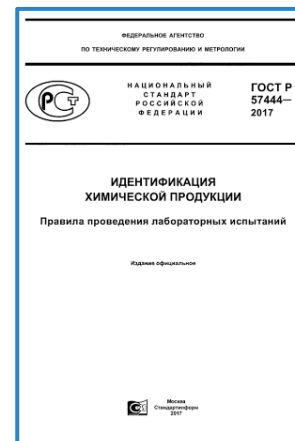 ФЕДЕРАЛЬНОЕ АГЕНТСТВО
ПО ТЕХНИЧЕСКОМУ РЕГУЛИРОВАНИЮ И МЕТРОЛОГИИ
НАЦИОНАЛЬНЫЙ
СТАНДАРТ
РОССИЙСКОЙ
ФЕДЕРАЦИИ
ГОСТ Р
57444—
2017
ИДЕНТИФИКАЦИЯ
ХИМИЧЕСКОЙ ПРОДУКЦИИ
Правила проведения лабораторных испытаний
Издание официальное
Москва
Стандартинформ
2017